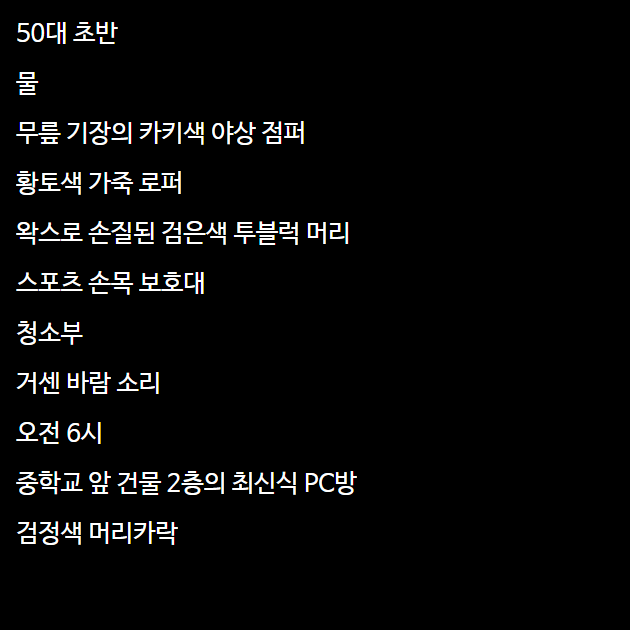 50대 초반
물
무릎 기장의 카키색 야상 점퍼
황토색 가죽 로퍼
왁스로 손질된 검은색 투블럭 머리
스포츠 손목 보호대
청소부
거센 바람 소리
오전 6시
중학교 앞 건물 2층의 최신식 PC방
검정색 머리카락